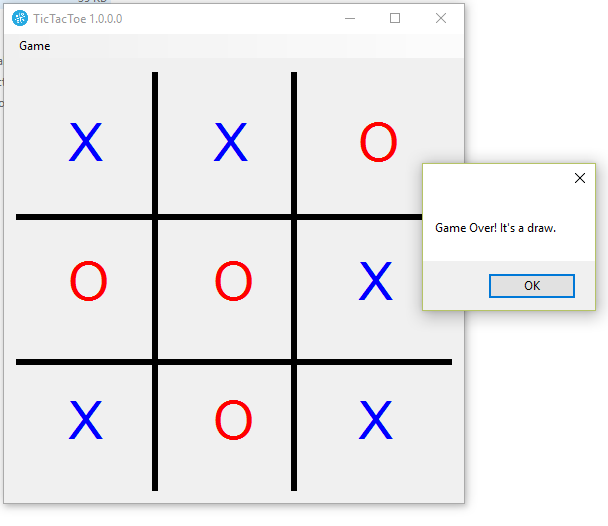 TicTacToe 1.0.0.0
Game
X X O
O O X
X O X
Game Over! It's a draw.
OK